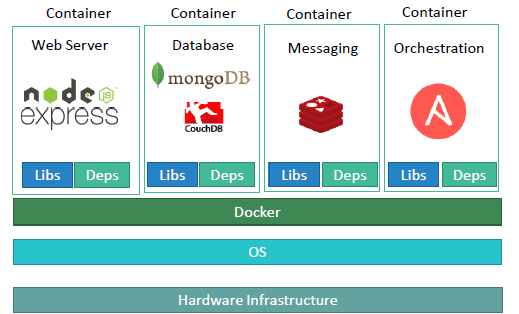 Container
Container
Container
Container
Web Server
Database
Messaging
Orchestration
node JS
express
mongoDB
CouchDB
A
Libs Deps
Libs Deps
Libs Deps
Libs Deps
Docker
OS
Hardware Infrastructure